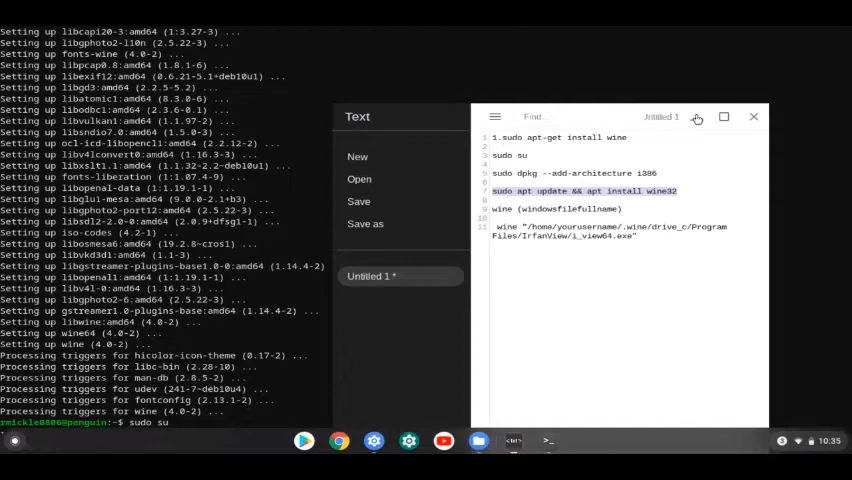 Setting up libcapi20-3:amd64 (1:3.27-3) ...
Setting up libgphoto2-l10n (2.5.22-3) ...
Setting up fonts-wine (4.0-2) ...
Setting up libpcap0.8:amd64 (1.8.1-6) ...
Setting up libexif12:amd64 (0.6.21-5.1+deb10u1) ...
Setting up libgd3:amd64 (2.2.5-5.2) ...
Setting up libatomic1:amd64 (8.3.0-6) ...
Setting up libodbc1:amd64 (2.3.6-0.1) ...
Setting up libvulkan1:amd64 (1.1.97-2) ...
Setting up libsndio7.0:amd64 (1.5.0-3) ...
Setting up ocl-icd-libopencl1:amd64 (2.2.12-2) ...
Setting up libv4lconvert0:amd64 (1.16.3-3) ...
Setting up libxslt1.1:amd64 (1.1.32-2.2~deb10u1) ...
Setting up fonts-liberation (1:1.07.4-9) ...
Setting up libopenal-data (1:1.19.1-1) ...
Setting up libglu1-mesa:amd64 (9.0.0-2.1+b3) ...
Setting up libgphoto2-port12:amd64 (2.5.22-3) ...
Setting up libsdl2-2.0-0:amd64 (2.0.9+dfsg1-1) ...
Setting up iso-codes (4.2-1) ...
Setting up libosmesa6:amd64 (19.2.8~cros1) ...
Setting up libvkd3d1:amd64 (1.1-3) ...
Setting up libgstreamer-plugins-base1.0-0:amd64 (1.14.4-2)
Setting up libopenal1:amd64 (1:1.19.1-1) ...
Setting up libv4l-0:amd64 (1.16.3-3) ...
Setting up libgphoto2-6:amd64 (2.5.22-3) ...
Setting up gstreamer1.0-plugins-base:amd64 (1.14.4-2) ...
Setting up libwine:amd64 (4.0-2) ...
Setting up wine64 (4.0-2) ...
Setting up wine (4.0-2) ...
Processing triggers for hicolor-icon-theme (0.17-2) ...
Processing triggers for libc-bin (2.28-10) ...
Processing triggers for man-db (2.8.5-2) ...
Processing triggers for udev (241-7~deb10u4) ...
Processing triggers for fontconfig (2.13.1-2) ...
Processing triggers for wine (4.0-2) ...
rmickle0806@penguin:~$ sudo su
Text
New
Open
Save
Save as
Untitled 1 *
Find...
Untitled 1
1 1.sudo apt-get install wine
2
3 sudo su
4
5 sudo dpkg --add-architecture i386
6
7 sudo apt update && apt install wine32
8
9 wine (windowsfilefullname)
10
11 wine "/home/yourusername/.wine/drive_c/Program
Files/IrfanView/i_view64.exe"
<txt>
>_
10:35